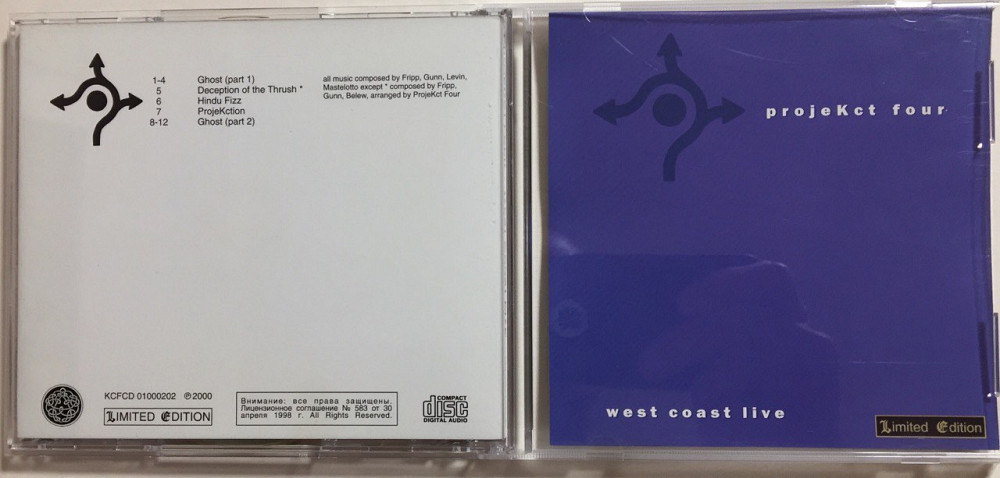 1-4 Ghost (part 1)
5 Deception of the Thrush *
6 Hindu Fizz
7 ProjeKction
8-12 Ghost (part 2)
all music composed by Fripp, Gunn, Levin,
Mastelotto except * composed by Fripp,
Gunn, Belew, arranged by ProjeKct Four
KCFCD 01000202 ℗ 2000
LIMITED EDITION
Внимание: все права защищены.
Лицензионное соглашение № 583 от 30
апреля 1998 г. All Rights Reserved.
COMPACT
disc
DIGITAL AUDIO
projeKct four
west coast live
Limited Edition